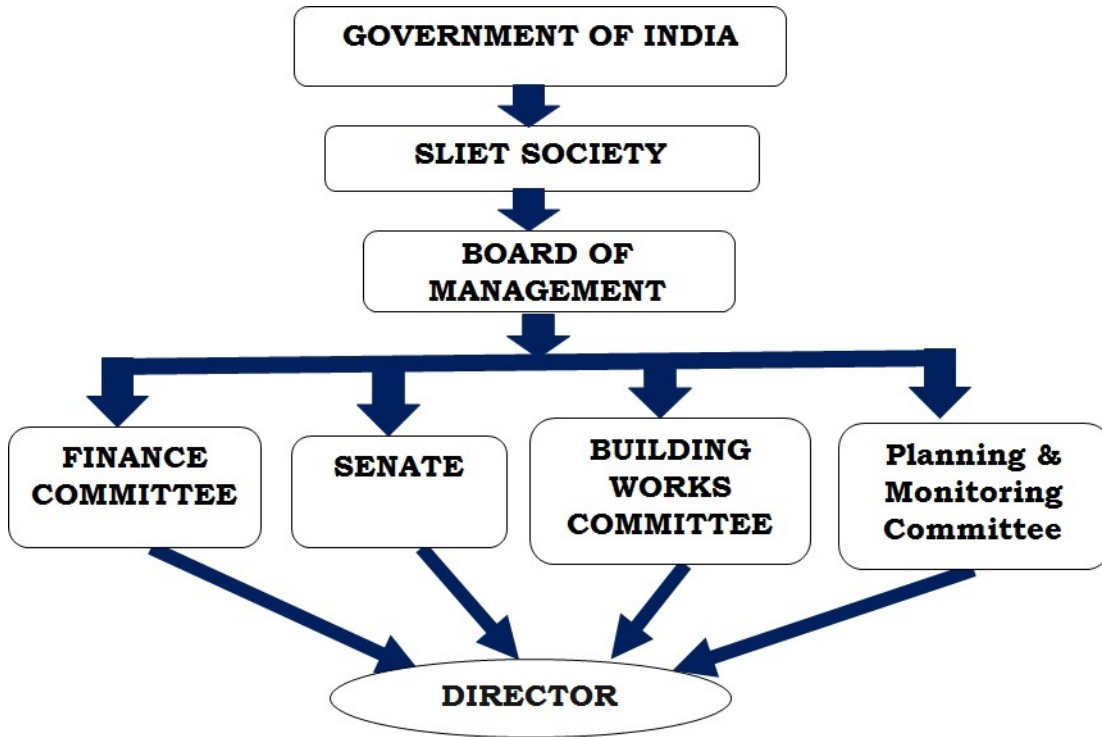 GOVERNMENT OF INDIA
SLIET SOCIETY
BOARD OF
MANAGEMENT
FINANCE
COMMITTEE
SENATE
BUILDING
WORKS
COMMITTEE
Planning &
Monitoring
Committee
DIRECTOR